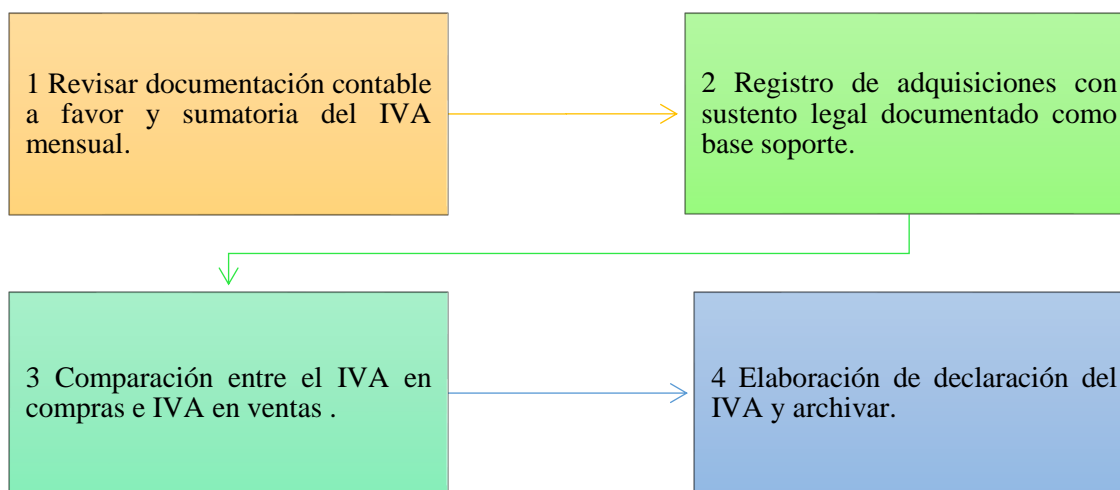 1 Revisar documentación contable
a favor y sumatoria del IVA
mensual.
2 Registro de adquisiciones con
sustento legal documentado como
base soporte.
3 Comparación entre el IVA en
compras e IVA en ventas .
4 Elaboración de declaración del
IVA y archivar.